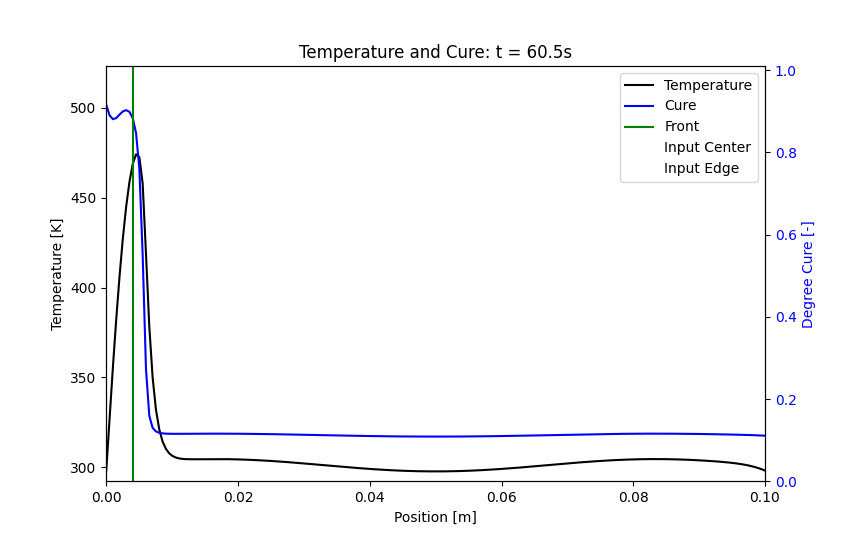 Temperature and Cure: t = 60.5s
Temperature
Cure
Front
Input Center
Input Edge
Temperature [K]
500
450
400
350
300
1.0
0.8
0.6
0.4
0.2
0.0
Degree Cure [-]
0.00 0.02 0.04 0.06 0.08 0.10
Position [m]